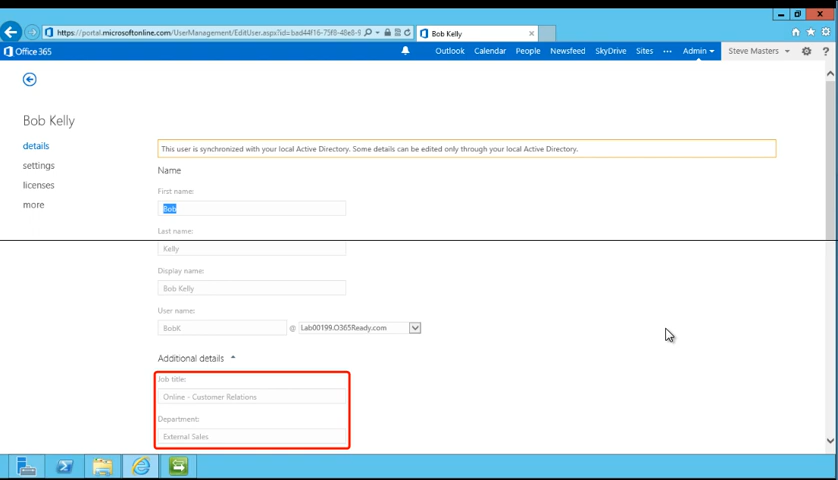 https://portal.microsoftonline.com/UserManagement/EditUser.aspx?id=bad44f16-75f8-48e8-9
Bob Kelly
Office 365
Outlook Calendar People Newsfeed SkyDrive Sites ... Admin Steve Masters ?
Bob Kelly
details
settings
licenses
more
This user is synchronized with your local Active Directory. Some details can be edited only through your local Active Directory.
Name
First name:
Bob
Last name:
Kelly
Display name:
Bob Kelly
User name:
BobK @ Lab00199.O365Ready.com
Additional details
Job title:
Online - Customer Relations
Department:
External Sales